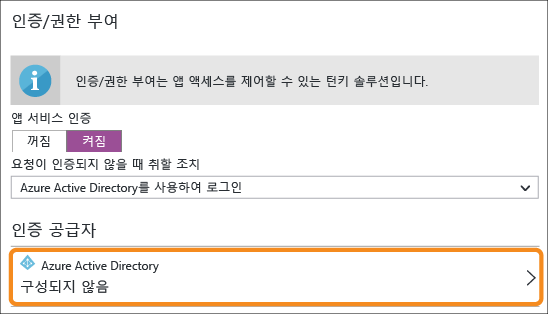 인증/권한 부여
인증/권한 부여는 앱 액세스를 제어할 수 있는 턴키 솔루션입니다.
앱 서비스 인증
꺼짐 켜짐
요청이 인증되지 않을 때 취할 조치
Azure Active Directory를 사용하여 로그인
인증 공급자
Azure Active Directory
구성되지 않음